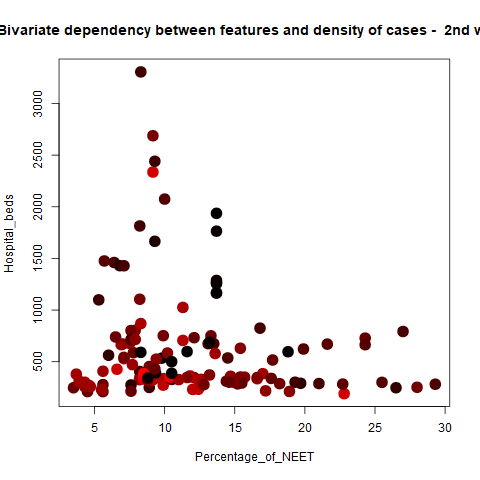 Bivariate dependency between features and density of cases - 2nd w
Hospital_beds
3000
2500
2000
1500
1000
500
5 10 15 20 25 30
Percentage_of_NEET